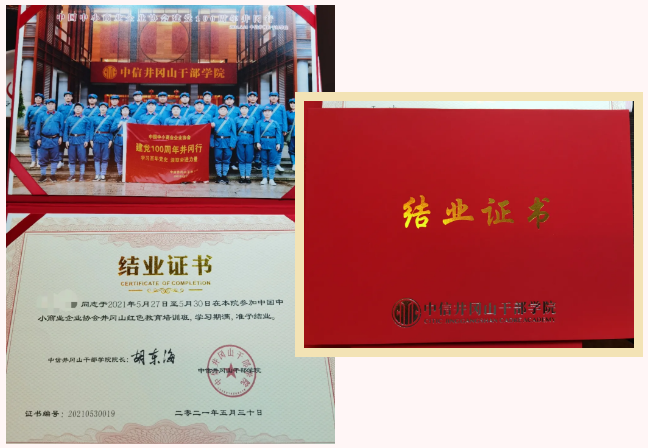 中信井冈山干部学院
建党100周年井冈行
结业证书
CERTIFICATE OF COMPLETION
同志于2021年5月27日至5月30日在本院参加中国中
小商业企业协会井冈山红色教育培训班，学习期满，准予结业。
中信井冈山干部学院院长：胡东海
中信井冈山干部学院
证书编号：20210530019
二〇二一年五月三十日
结业证书
中信井冈山干部学院